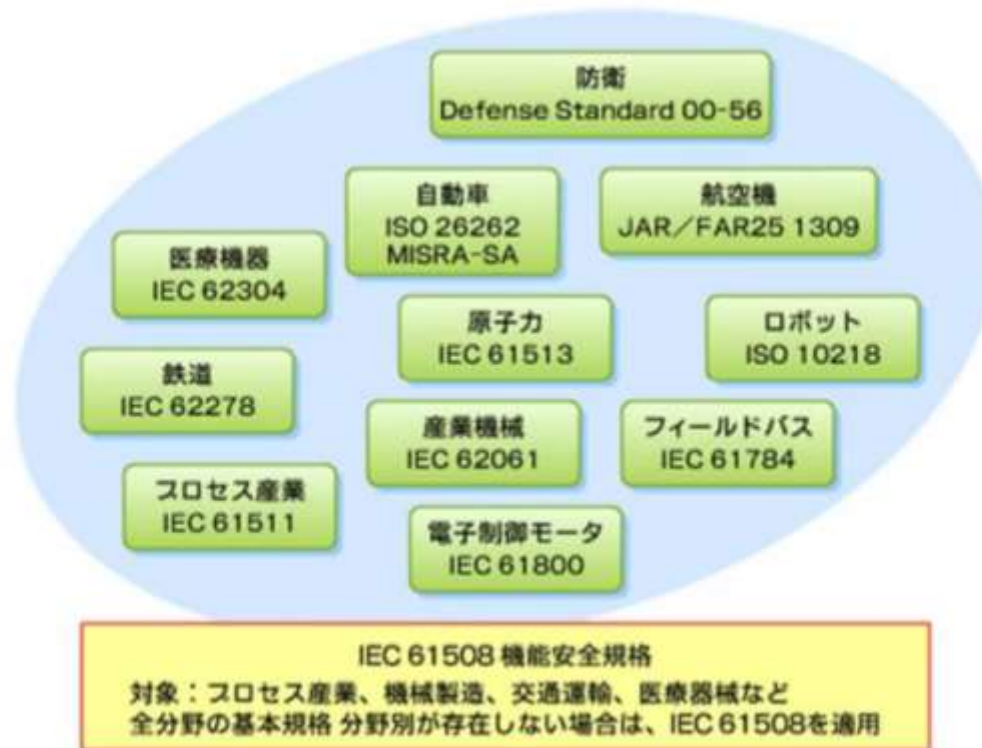 防衛
Defense Standard 00-56
自動車
ISO 26262
MISRA-SA
航空機
JAR／FAR25 1309
医療機器
IEC 62304
原子力
IEC 61513
ロボット
ISO 10218
鉄道
IEC 62278
産業機械
IEC 62061
フィールドバス
IEC 61784
プロセス産業
IEC 61511
電子制御モータ
IEC 61800
IEC 61508 機能安全規格
対象：プロセス産業、機械製造、交通運輸、医療器械など
全分野の基本規格 分野別が存在しない場合は、IEC 61508を適用